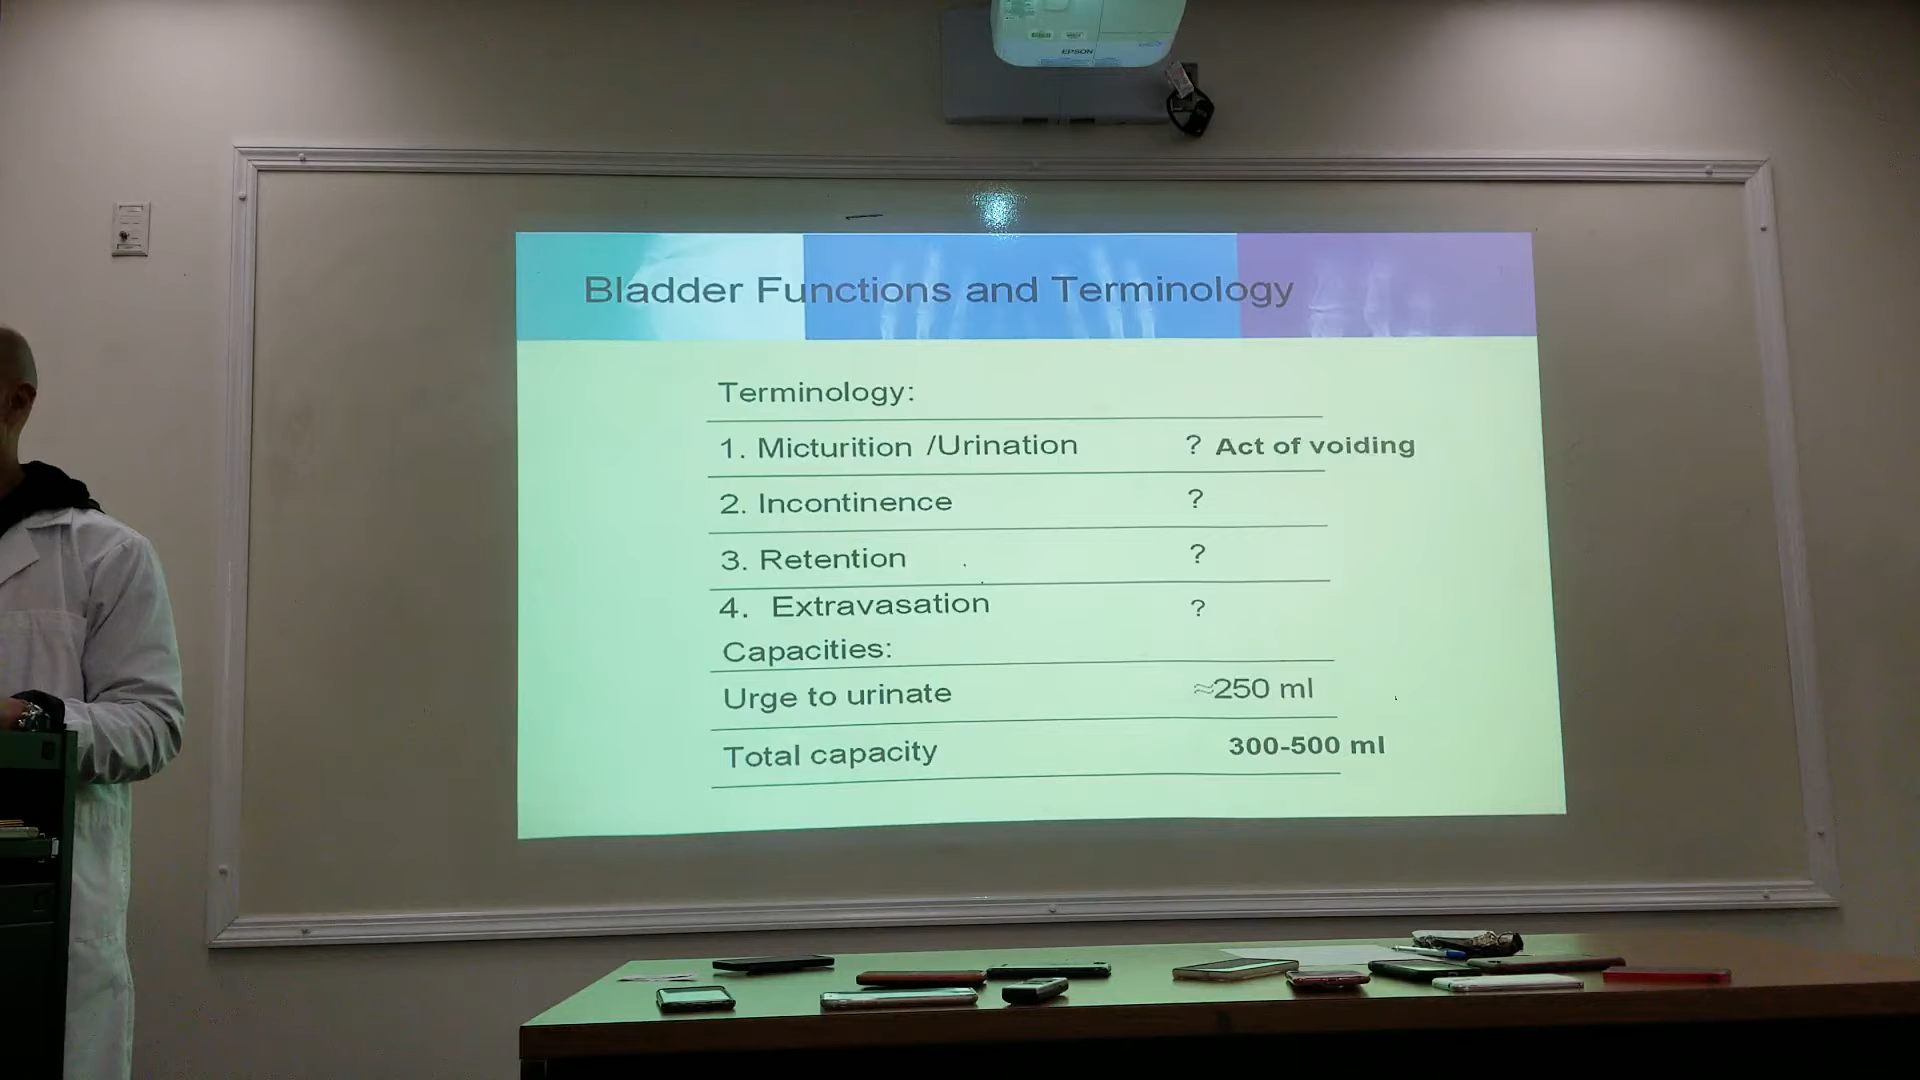 EPSON
Bladder Functions and Terminology
Terminology:
1. Micturition /Urination ? Act of voiding
2. Incontinence ?
3. Retention ?
4. Extravasation ?
Capacities:
Urge to urinate ≈250 ml
Total capacity 300-500 ml